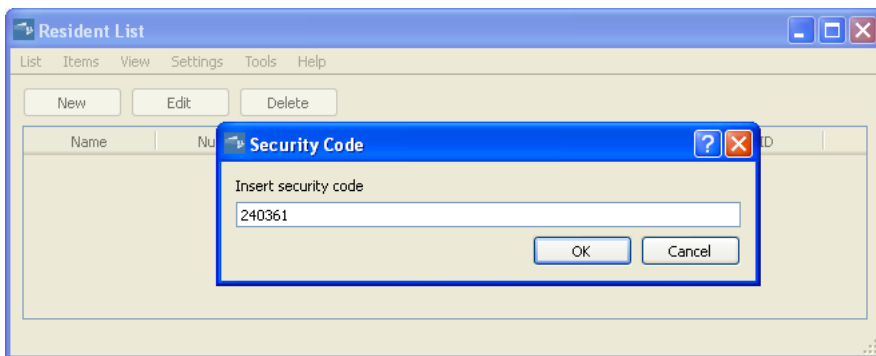 Resident List
List Items View Settings Tools Help
New Edit Delete
Name Nu ID
Security Code
Insert security code
240361
OK Cancel